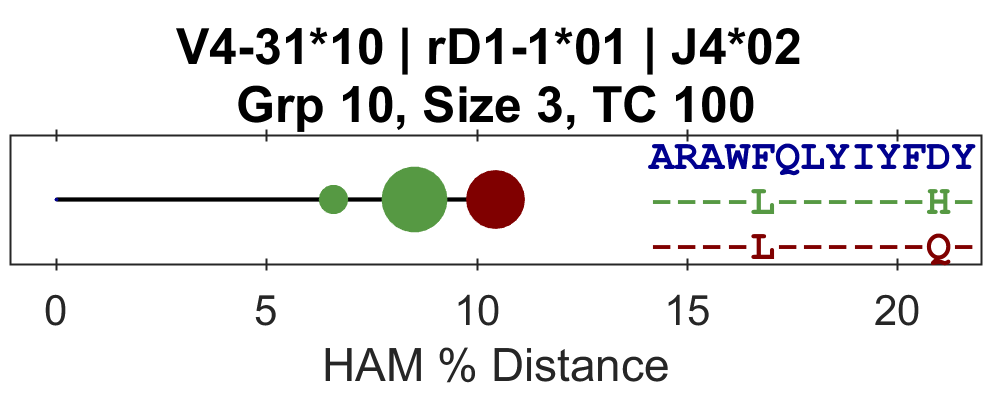 V4-31*10 | rD1-1*01 | J4*02
Grp 10, Size 3, TC 100
ARAWFQLYIYFDY
----L------H-
----L------Q-
0 5 10 15 20
HAM % Distance